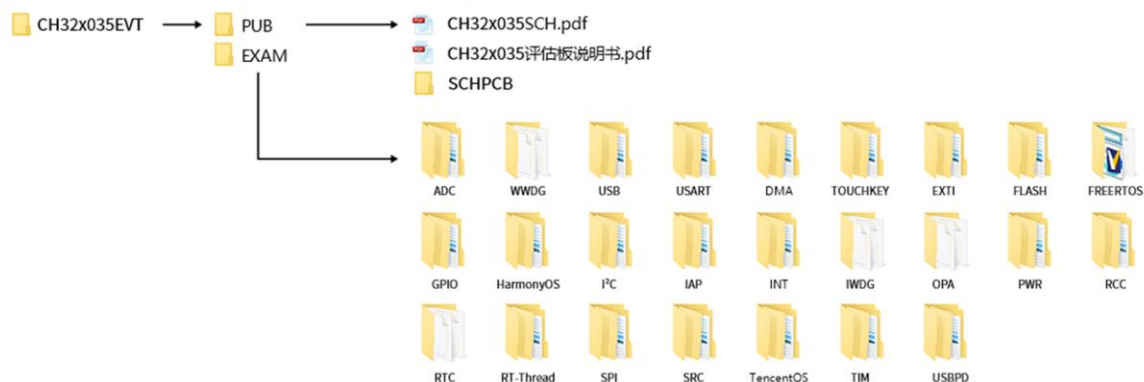 CH32x035EVT
PUB
CH32x035SCH.pdf
EXAM
CH32x035评估板说明书.pdf
SCHPCB
ADC WWDG USB USART DMA TOUCHKEY EXTI FLASH FREERTOS
GPIO HarmonyOS I²C IAP INT IWDG OPA PWR RCC
RTC RT-Thread SPI SRC TencentOS TIM USBPD